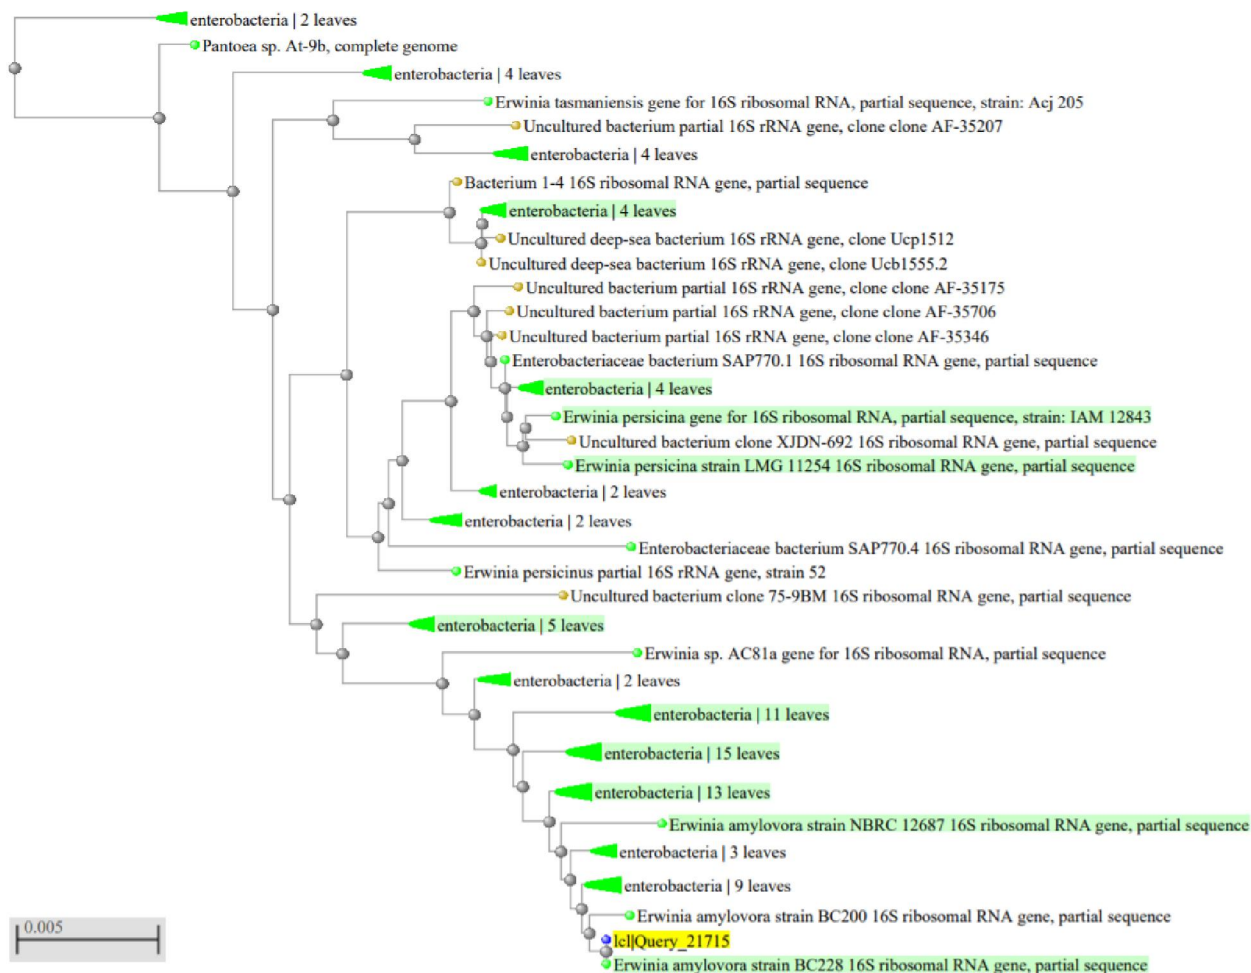 enterobacteria | 2 leaves
Pantoea sp. At-9b, complete genome
enterobacteria | 4 leaves
Erwinia tasmaniensis gene for 16S ribosomal RNA, partial sequence, strain: Acj 205
Uncultured bacterium partial 16S rRNA gene, clone clone AF-35207
enterobacteria | 4 leaves
Bacterium 1-4 16S ribosomal RNA gene, partial sequence
enterobacteria | 4 leaves
Uncultured deep-sea bacterium 16S rRNA gene, clone Ucp1512
Uncultured deep-sea bacterium 16S rRNA gene, clone Ucb1555.2
Uncultured bacterium partial 16S rRNA gene, clone clone AF-35175
Uncultured bacterium partial 16S rRNA gene, clone clone AF-35706
Uncultured bacterium partial 16S rRNA gene, clone clone AF-35346
Enterobacteriaceae bacterium SAP770.1 16S ribosomal RNA gene, partial sequence
enterobacteria | 4 leaves
Erwinia persicina gene for 16S ribosomal RNA, partial sequence, strain: IAM 12843
Uncultured bacterium clone XJDN-692 16S ribosomal RNA gene, partial sequence
Erwinia persicina strain LMG 11254 16S ribosomal RNA gene, partial sequence
enterobacteria | 2 leaves
enterobacteria | 2 leaves
Enterobacteriaceae bacterium SAP770.4 16S ribosomal RNA gene, partial sequence
Erwinia persicinus partial 16S rRNA gene, strain 52
Uncultured bacterium clone 75-9BM 16S ribosomal RNA gene, partial sequence
enterobacteria | 5 leaves
Erwinia sp. AC81a gene for 16S ribosomal RNA, partial sequence
enterobacteria | 2 leaves
enterobacteria | 11 leaves
enterobacteria | 15 leaves
enterobacteria | 13 leaves
Erwinia amylovora strain NBRC 12687 16S ribosomal RNA gene, partial sequence
enterobacteria | 3 leaves
enterobacteria | 9 leaves
Erwinia amylovora strain BC200 16S ribosomal RNA gene, partial sequence
lcl|Query_21715
Erwinia amylovora strain BC228 16S ribosomal RNA gene, partial sequence
0.005